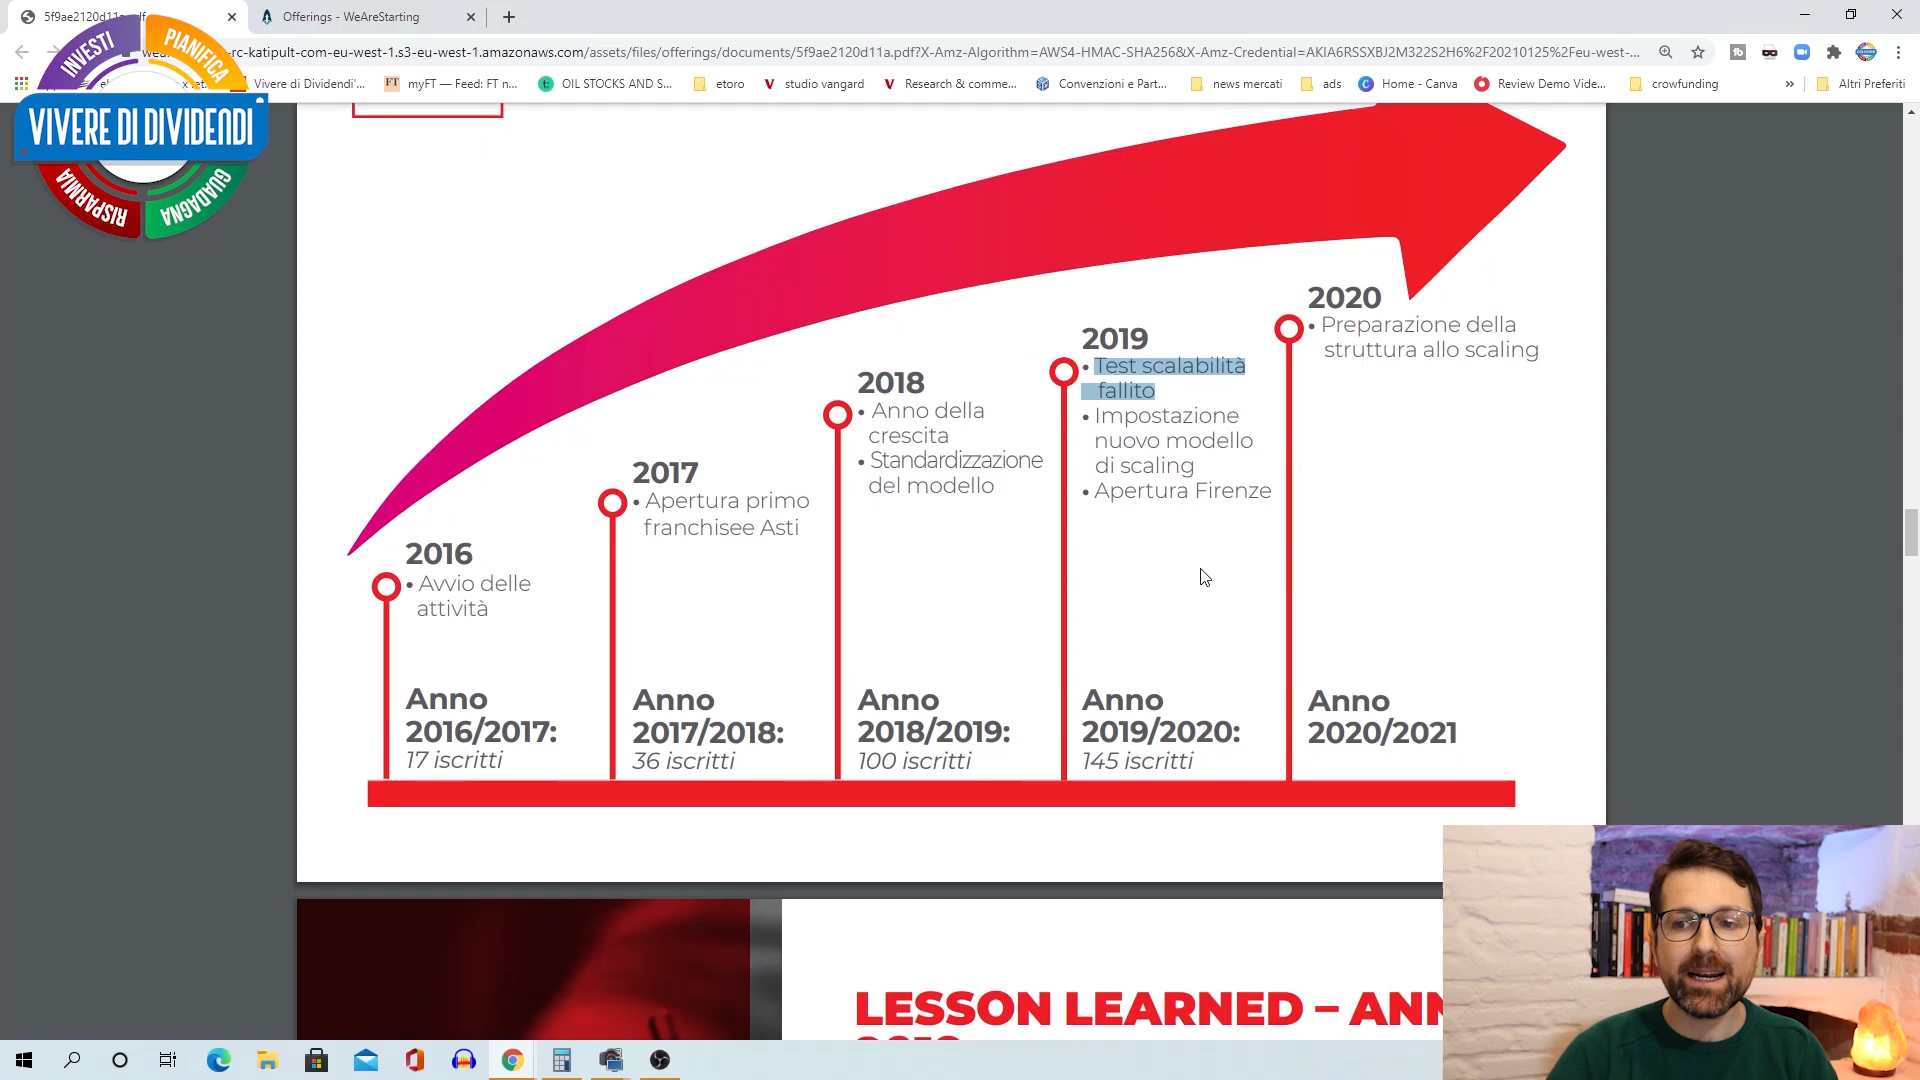 Offerings - WeAreStarting
-rc-katipult-com-eu-west-1.s3-eu-west-1.amazonaws.com/assets/files/offerings/documents/5f9ae2120d11a.pdf?X-Amz-Algorithm=AWS4-HMAC-SHA256&X-Amz-Credential=AKIA6RSSXBJ2M322S2H6%2F20210125%2Feu-west-...
Vivere di Dividendi'...
myFT — Feed: FT n...
OIL STOCKS AND S...
etoro
studio vangard
Research & comme...
Convenzioni e Part...
news mercati
ads
Home - Canva
Review Demo Vide...
crowfunding
»
Altri Preferiti
INVESTI
PIANIFICA
VIVERE DI DIVIDENDI
RISPARMIA
GUADAGNA
2016
• Avvio delle
attività
2017
• Apertura primo
franchisee Asti
2018
• Anno della
crescita
• Standardizzazione
del modello
2019
• Test scalabilità
fallito
• Impostazione
nuovo modello
di scaling
• Apertura Firenze
2020
• Preparazione della
struttura allo scaling
Anno
2016/2017:
17 iscritti
Anno
2017/2018:
36 iscritti
Anno
2018/2019:
100 iscritti
Anno
2019/2020:
145 iscritti
Anno
2020/2021
LESSON LEARNED – ANN